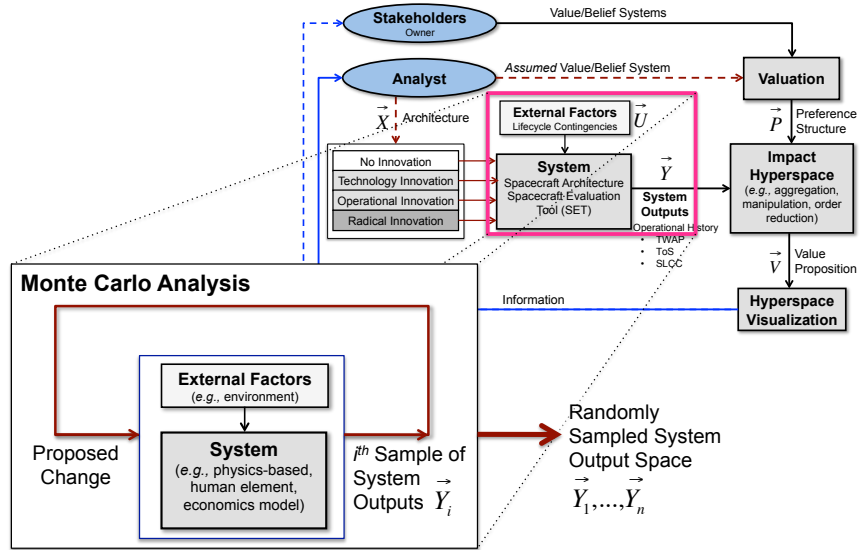 Stakeholders
Owner
Value/Belief Systems
Analyst
Assumed Value/Belief System
Valuation
X
Architecture
External Factors
Lifecycle Contingencies
U
P
Preference
Structure
No Innovation
Technology Innovation
Operational Innovation
Radical Innovation
System
Spacecraft Architecture
Spacecraft Evaluation
Tool (SET)
Y
System
Outputs
Operational History
• TWAP
• ToS
• SLCC
Impact
Hyperspace
(e.g., aggregation,
manipulation, order
reduction)
V
Value
Proposition
Information
Hyperspace
Visualization
Monte Carlo Analysis
External Factors
(e.g., environment)
System
(e.g., physics-based,
human element,
economics model)
Proposed
Change
ith Sample of
System
Outputs Yi
Randomly
Sampled System
Output Space
Y1,...,Yn